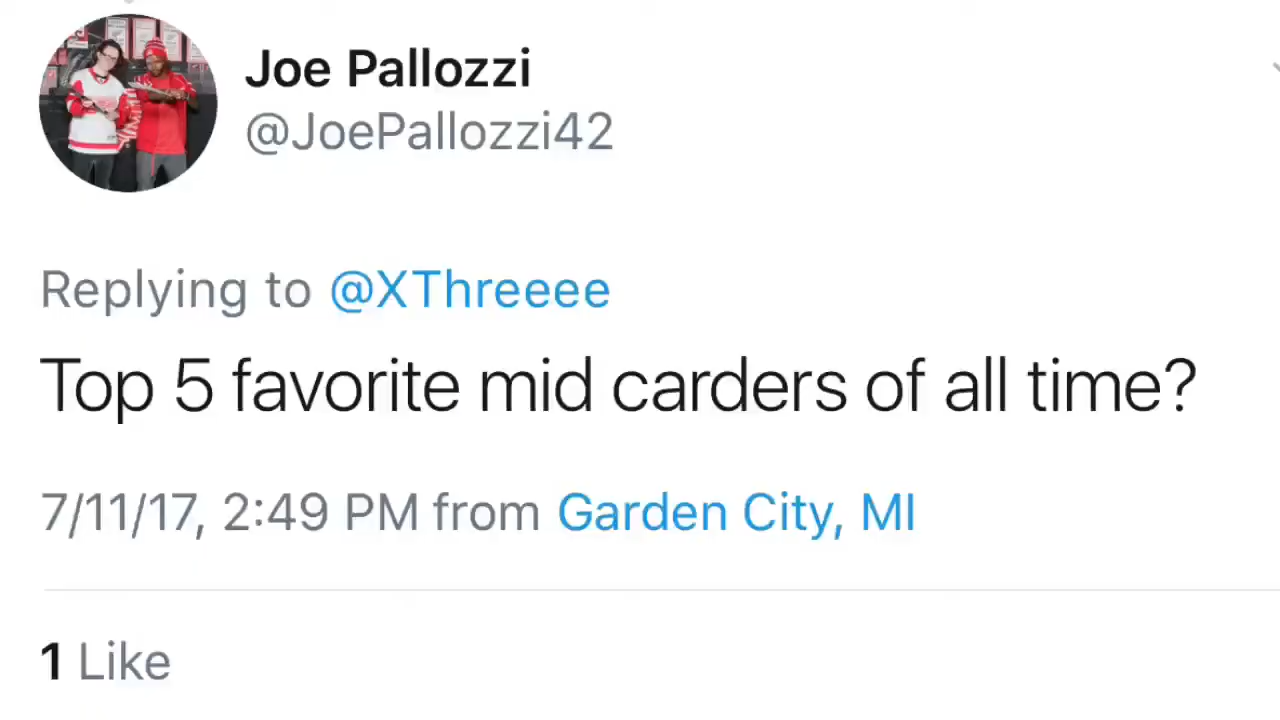 Joe Pallozzi
@JoePallozzi42
Replying to @XThreeee
Top 5 favorite mid carders of all time?
7/11/17, 2:49 PM from Garden City, MI
1 Like